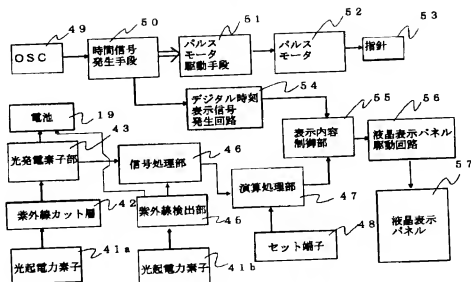 49
OSC
50
時間信号
発生手段
51
パルス
モータ
駆動手段
52
パルス
モータ
53
指針
54
デジタル時刻
表示信号
発生回路
55
表示内容
制御部
56
液晶表示パネル
駆動回路
57
液晶表示
パネル
電池
19
43
光発電素子部
46
信号処理部
演算処理部
47
紫外線カット層
42
紫外線検出部
45
セット端子
48
光起電力素子
41a
光起電力素子
41b